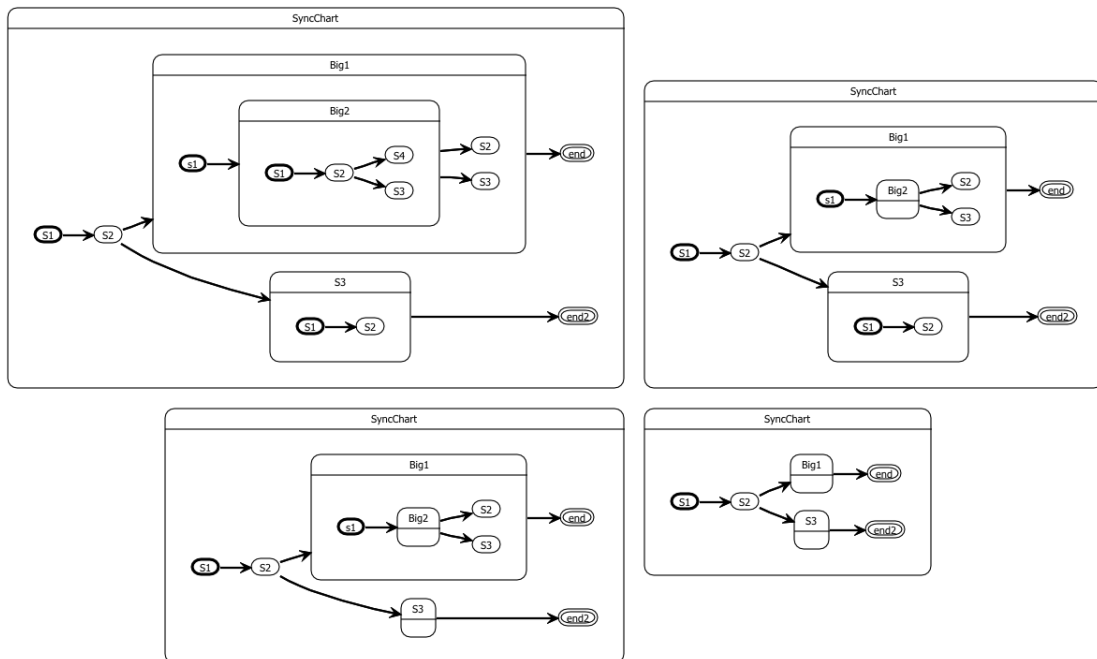 SyncChart
Big1
Big2
S4
S2
end
s1
S1
S2
S3
S3
S1
S2
S3
S1
S2
end2
SyncChart
Big1
s1
Big2
S2
S3
end
S1
S2
S3
S1
S2
end2
SyncChart
Big1
s1
Big2
S2
S3
end
S1
S2
S3
end2
SyncChart
Big1
end
S1
S2
S3
end2